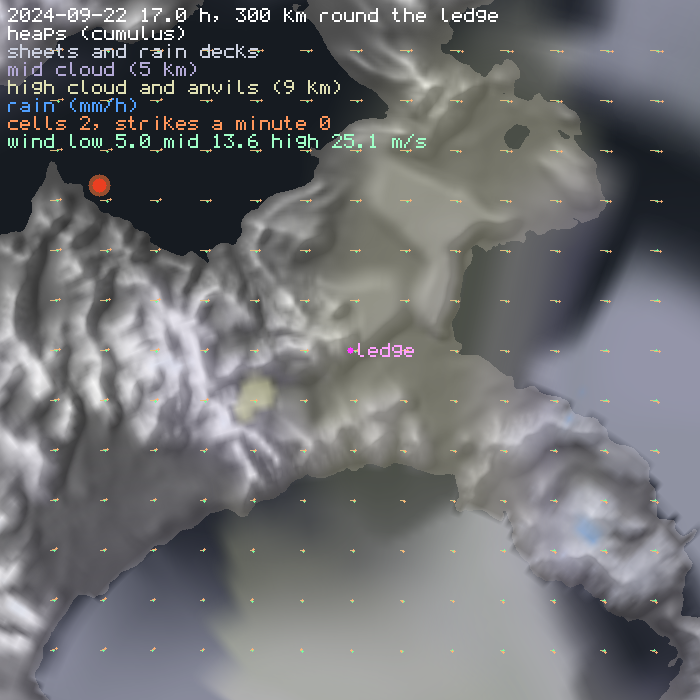 2024-09-22 17.0 h, 300 km round the ledge
heaps (cumulus)
sheets and rain decks
mid cloud (5 km)
high cloud and anvils (9 km)
rain (mm/h)
cells 2, strikes a minute 0
wind low 5.0 mid 13.6 high 25.1 m/s
ledge